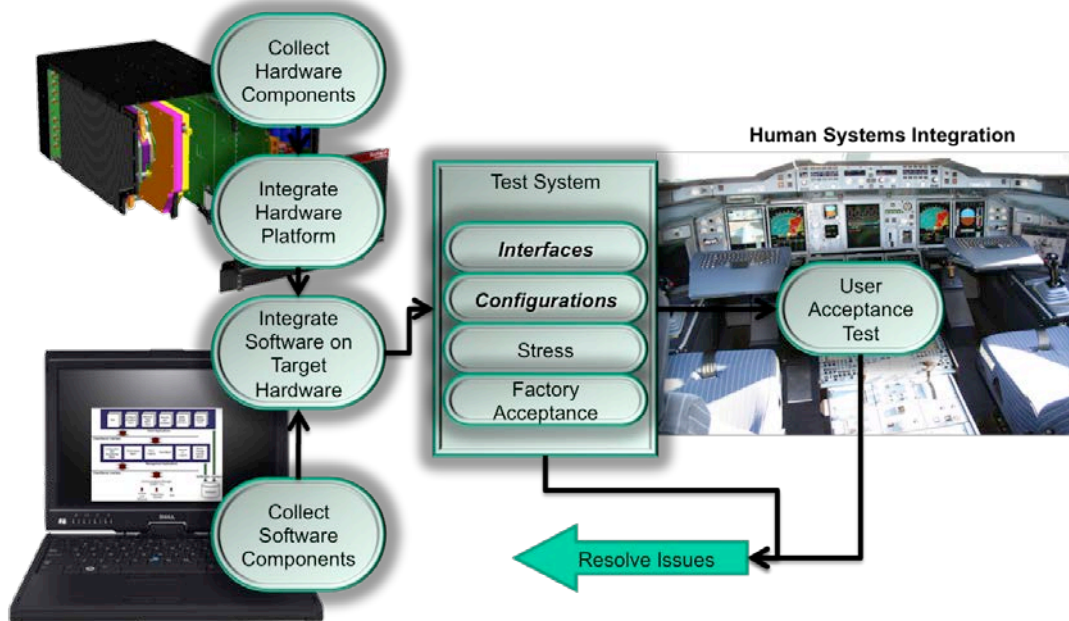 Collect
Hardware
Components
Human Systems Integration
Integrate
Hardware
Platform
Test System
Interfaces
Configurations
Stress
Factory
Acceptance
Integrate
Software on
Target
Hardware
User
Acceptance
Test
Collect
Software
Components
DELL
Resolve Issues